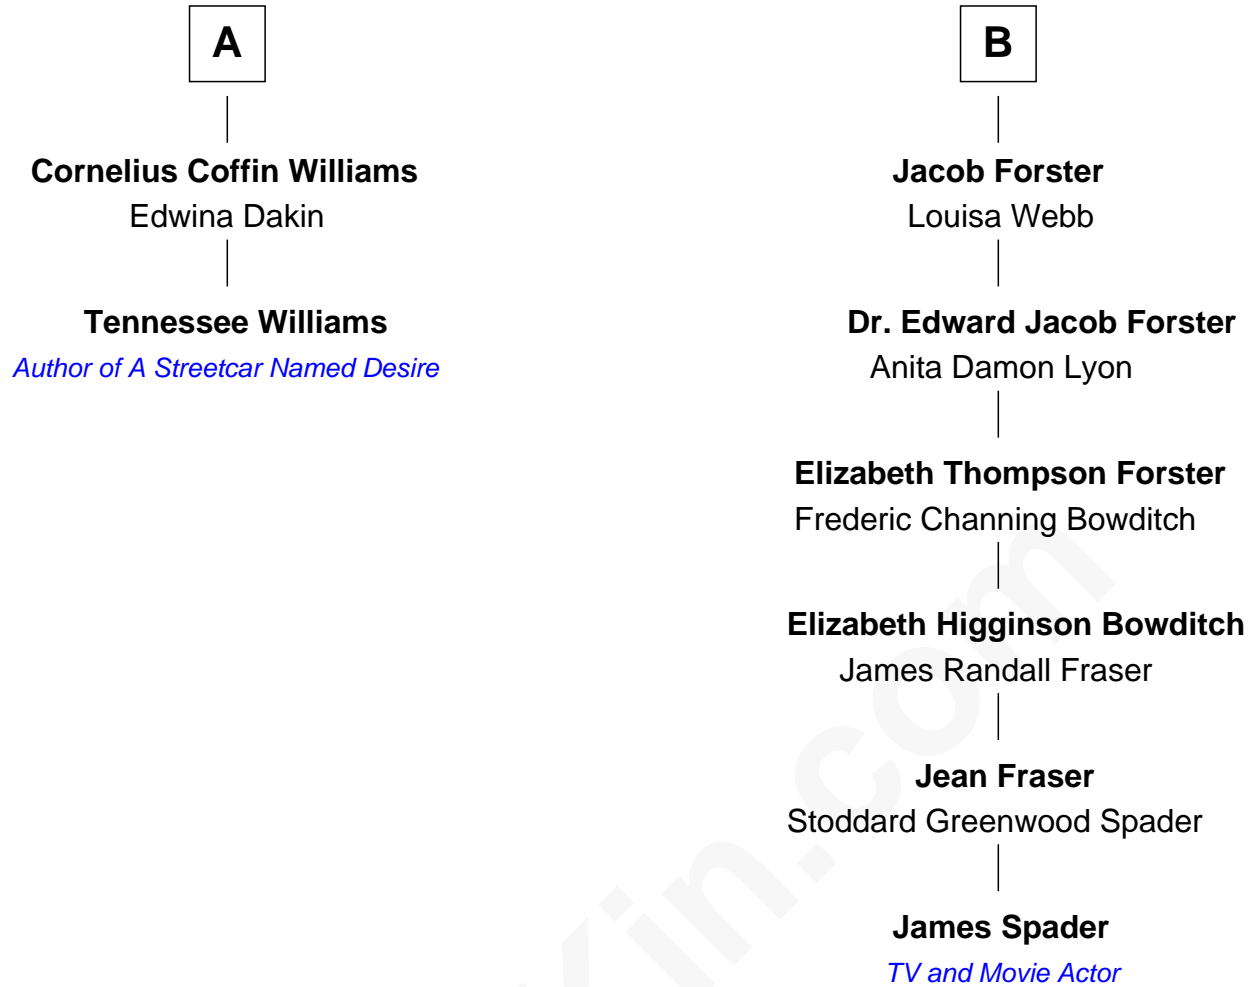 A
Cornelius Coffin Williams
Edwina Dakin
Tennessee Williams
Author of A Streetcar Named Desire
B
Jacob Forster
Louisa Webb
Dr. Edward Jacob Forster
Anita Damon Lyon
Elizabeth Thompson Forster
Frederic Channing Bowditch
Elizabeth Higginson Bowditch
James Randall Fraser
Jean Fraser
Stoddard Greenwood Spader
James Spader
TV and Movie Actor
Kin.com